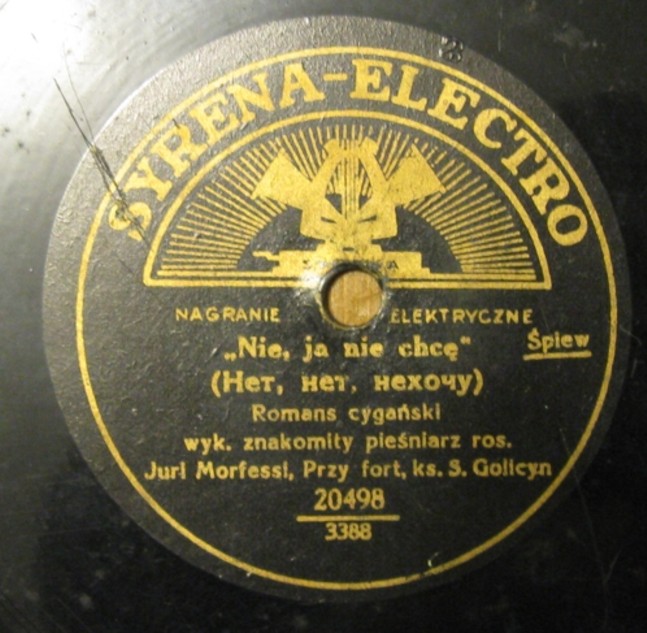 SYRENA-ELECTRO
NAGRANIE ELEKTRYCZNE
Śpiew
„Nie, ja nie chcę"
(Нет, нет, нехочу)
Romans cygański
wyk. znakomity pieśniarz ros.
Juri Morfessi, Przy fort, ks. S. Golicyn
20498
3388